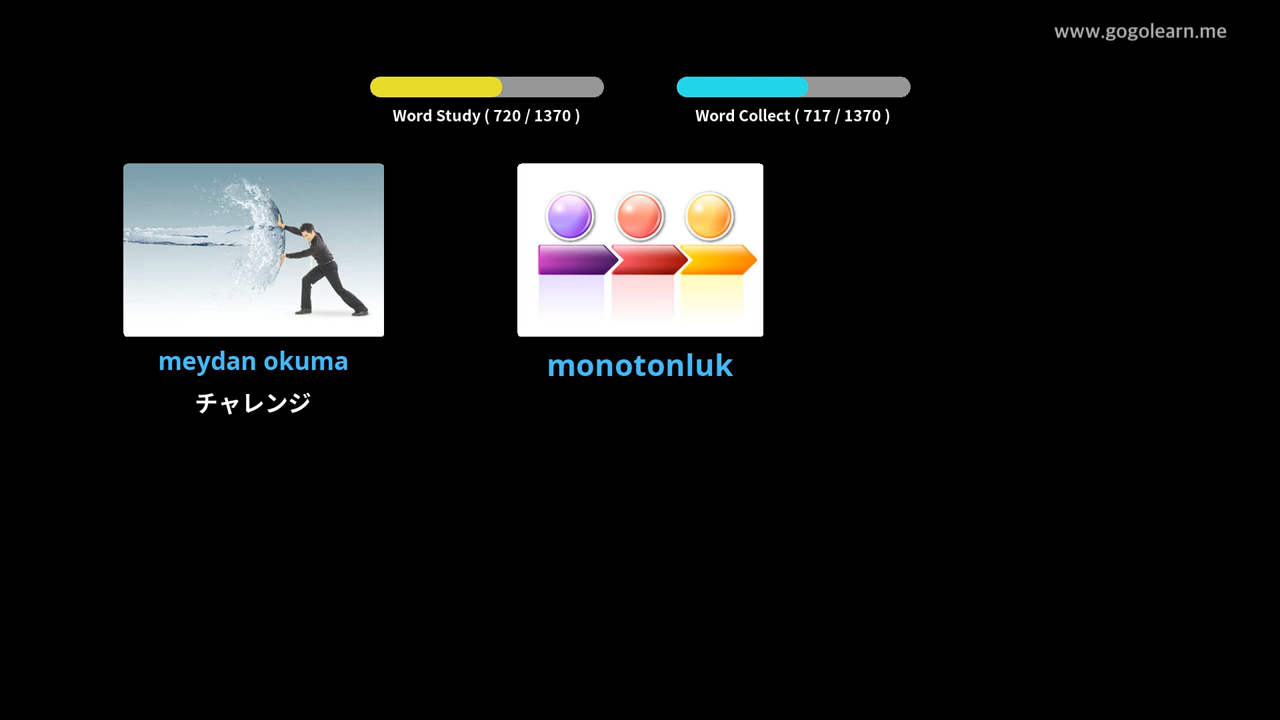 www.gogolearn.me
Word Study ( 720 / 1370 )
Word Collect ( 717 / 1370 )
meydan okuma
チャレンジ
monotonluk